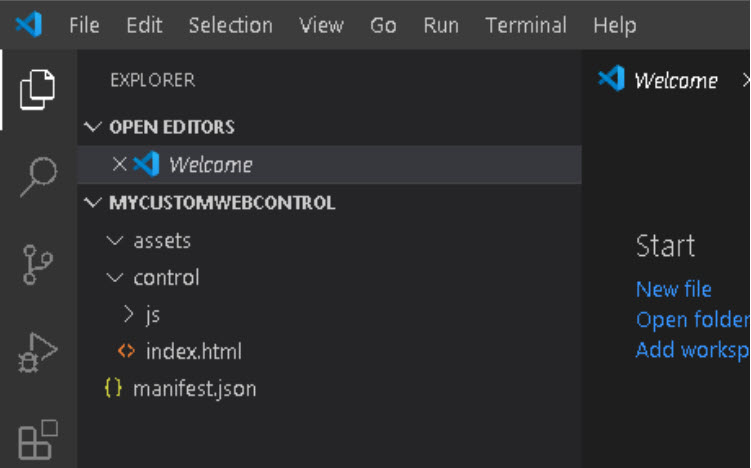 File Edit Selection View Go Run Terminal Help
EXPLORER
OPEN EDITORS
Welcome
MYCUSTOMWEBCONTROL
assets
control
js
index.html
manifest.json
Welcome
Start
New file
Open folder
Add worksp